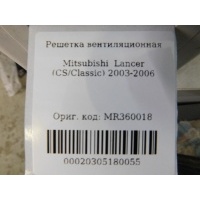 Решетка вентиляционная
Mitsubishi Lancer
(CS/Classic) 2003-2006
Ориг. код: MR360018
00020305180055